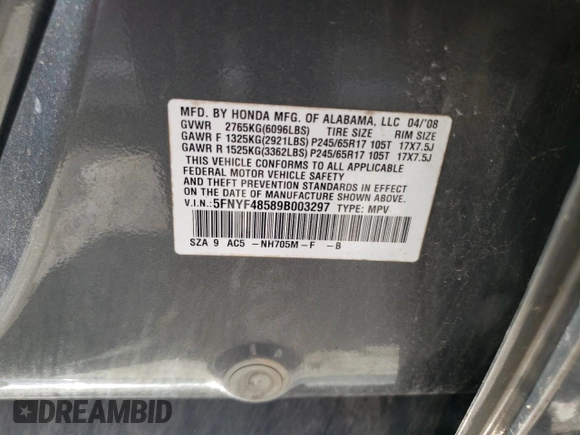 MFD. BY HONDA MFG. OF ALABAMA, LLC 04/'08
GVWR 2765KG(6096LBS) TIRE SIZE RIM SIZE
GAWR F 1325KG(2921LBS) P245/65R17 105T 17X7.5J
GAWR R 1525KG(3362LBS) P245/65R17 105T 17X7.5J
THIS VEHICLE CONFORMS TO ALL APPLICABLE
FEDERAL MOTOR VEHICLE SAFETY
AND THEFT PREVENTION STANDARDS IN EFFECT
ON THE DATE OF MANUFACTURE SHOWN ABOVE.
V.I.N.:5FNYF48589B003297 TYPE: MPV
SZA 9 AC5 -NH705M-F -B
DREAMBID